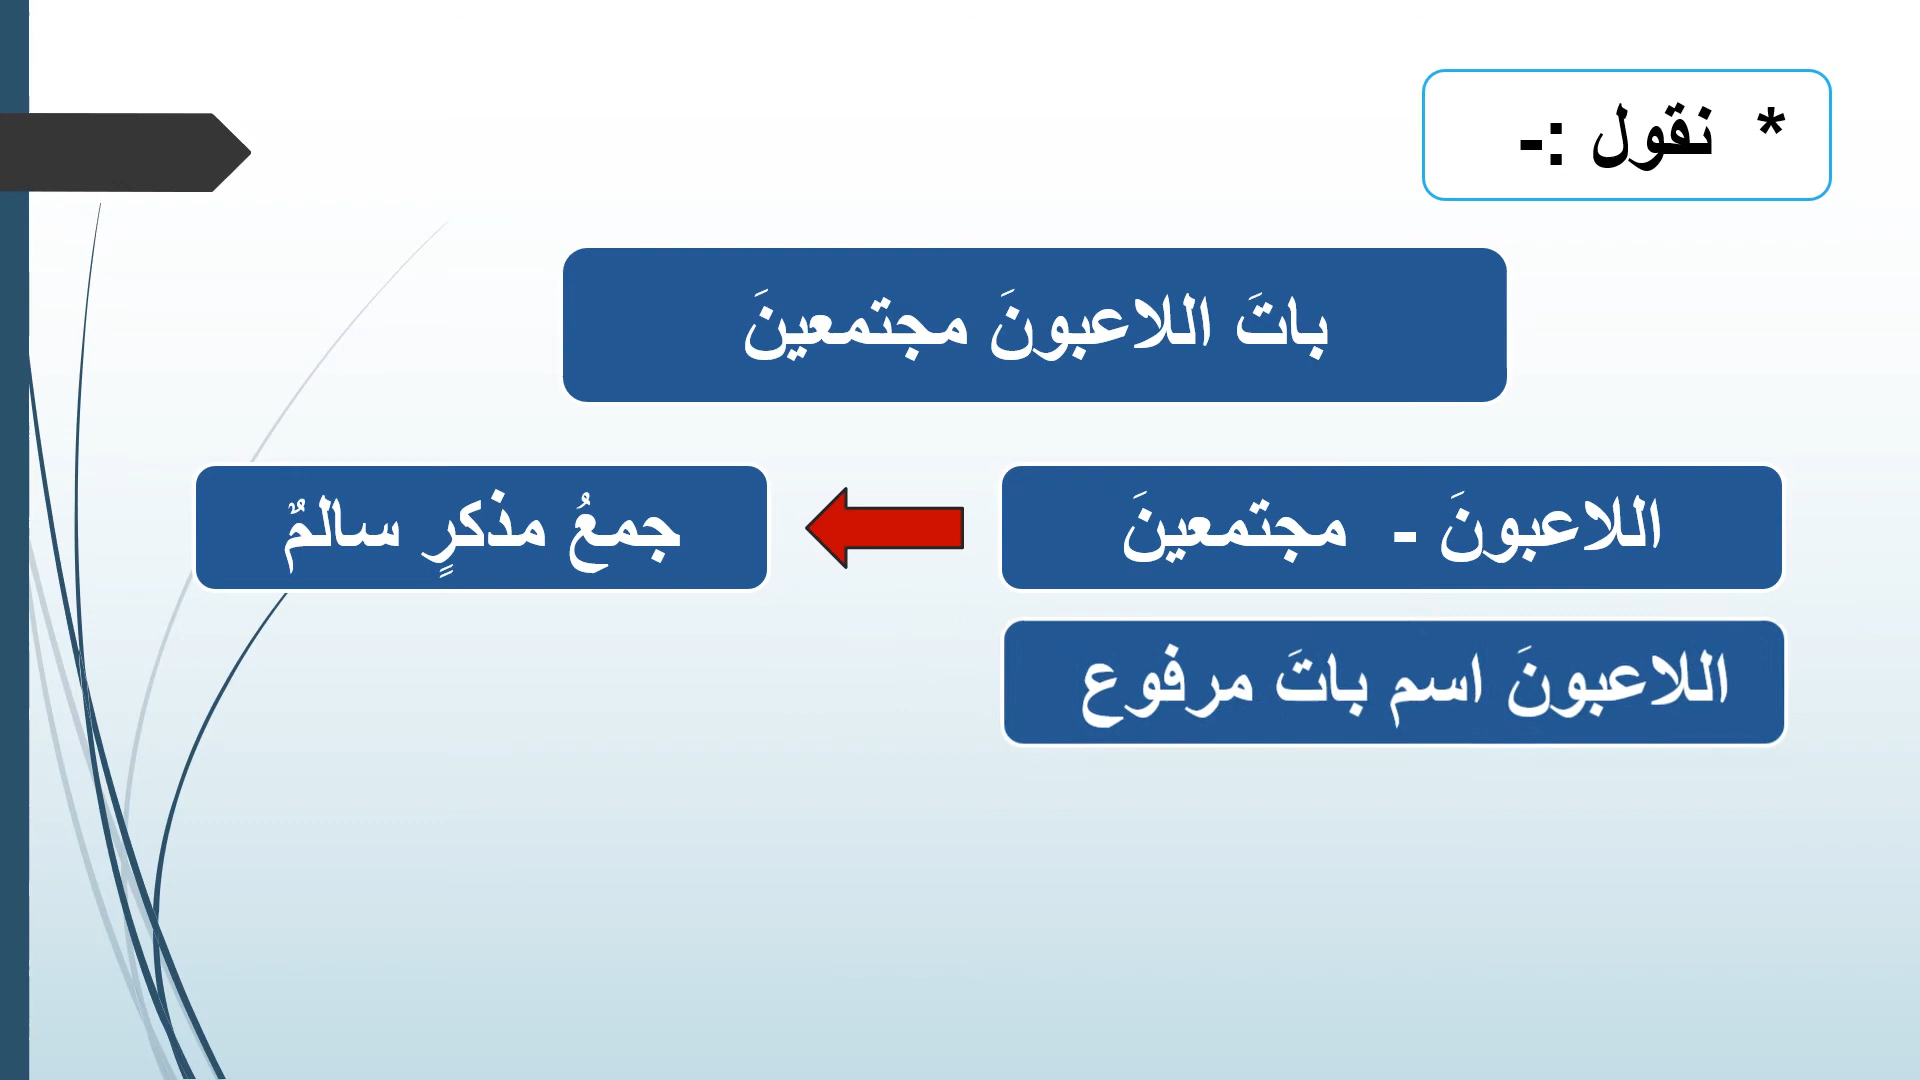 * نقول :-
باتَ اللاعبونَ مجتمعينَ
اللاعبونَ - مجتمعينَ
جمعُ مذكرٍ سالمٌ
اللاعبونَ اسم باتَ مرفوع